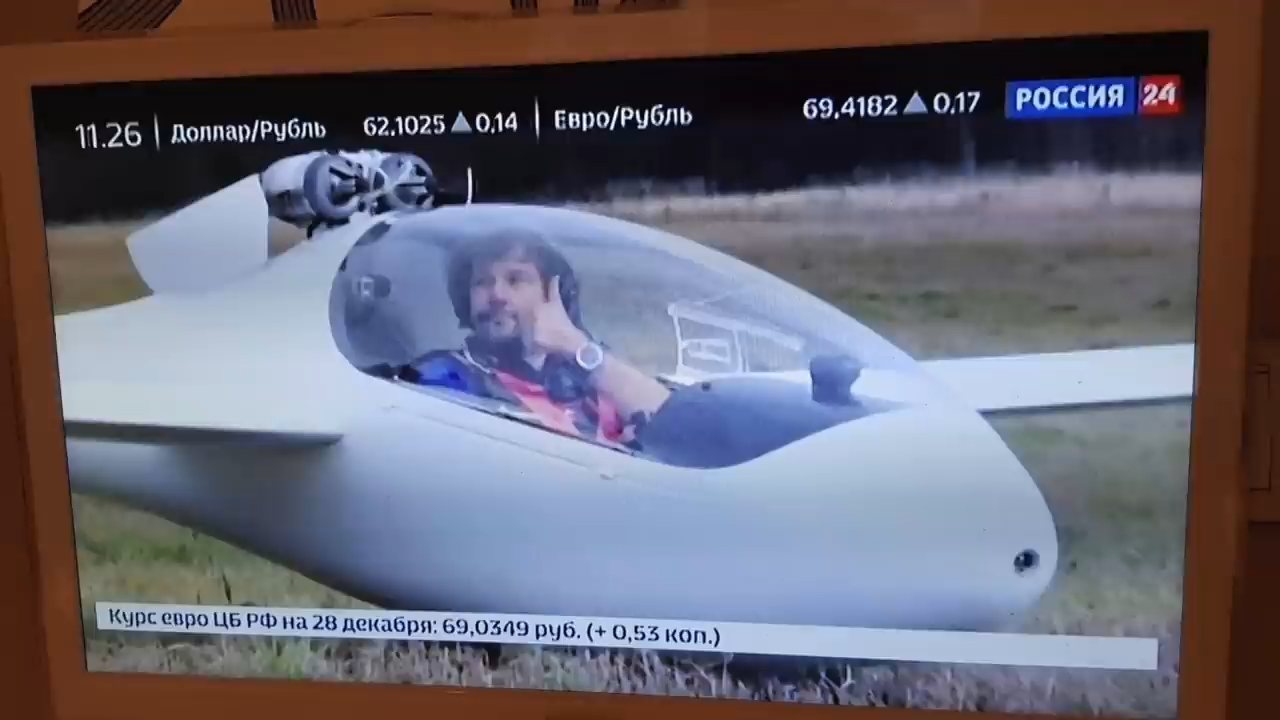 11.26 Доллар/Рубль 62.1025 ▲ 0,14 Евро/Рубль 69,4182 ▲ 0,17 РОССИЯ 24
Курс евро ЦБ РФ на 28 декабря: 69,0349 руб. (+ 0,53 коп.)